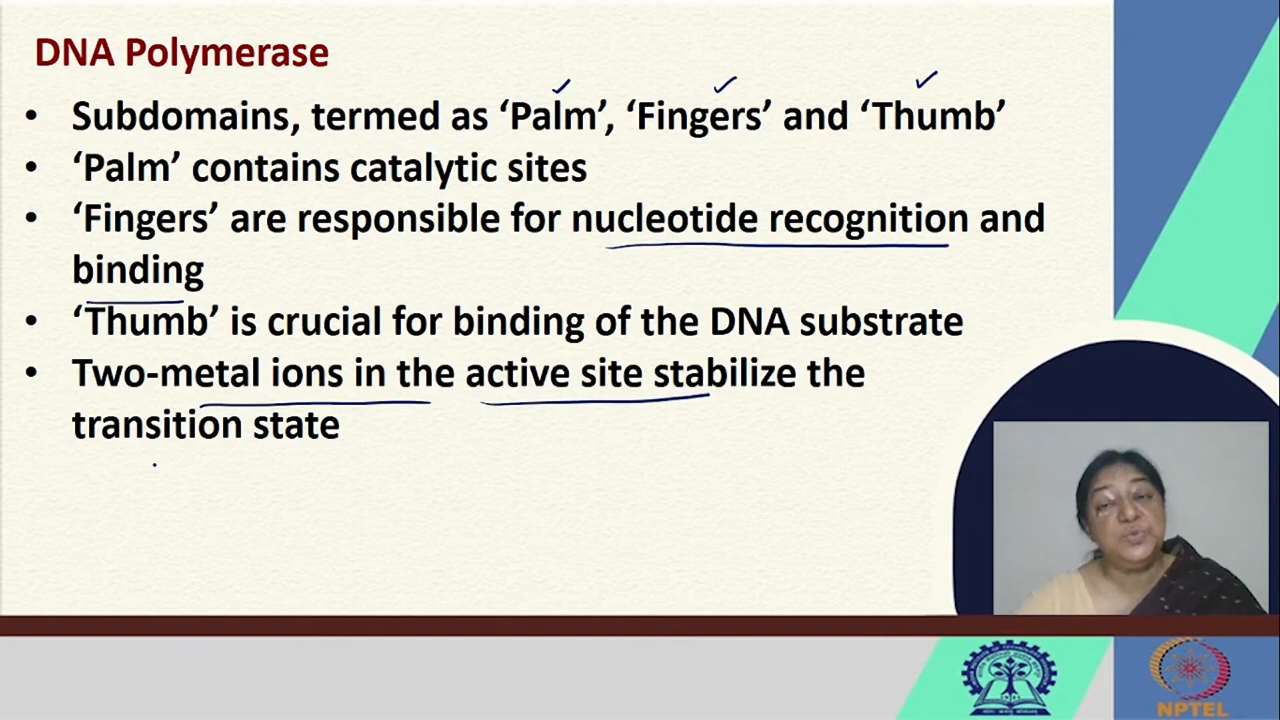 DNA Polymerase
• Subdomains, termed as ‘Palm’, ‘Fingers’ and ‘Thumb’
• ‘Palm’ contains catalytic sites
• ‘Fingers’ are responsible for nucleotide recognition and
binding
• ‘Thumb’ is crucial for binding of the DNA substrate
• Two-metal ions in the active site stabilize the
transition state
NPTEL